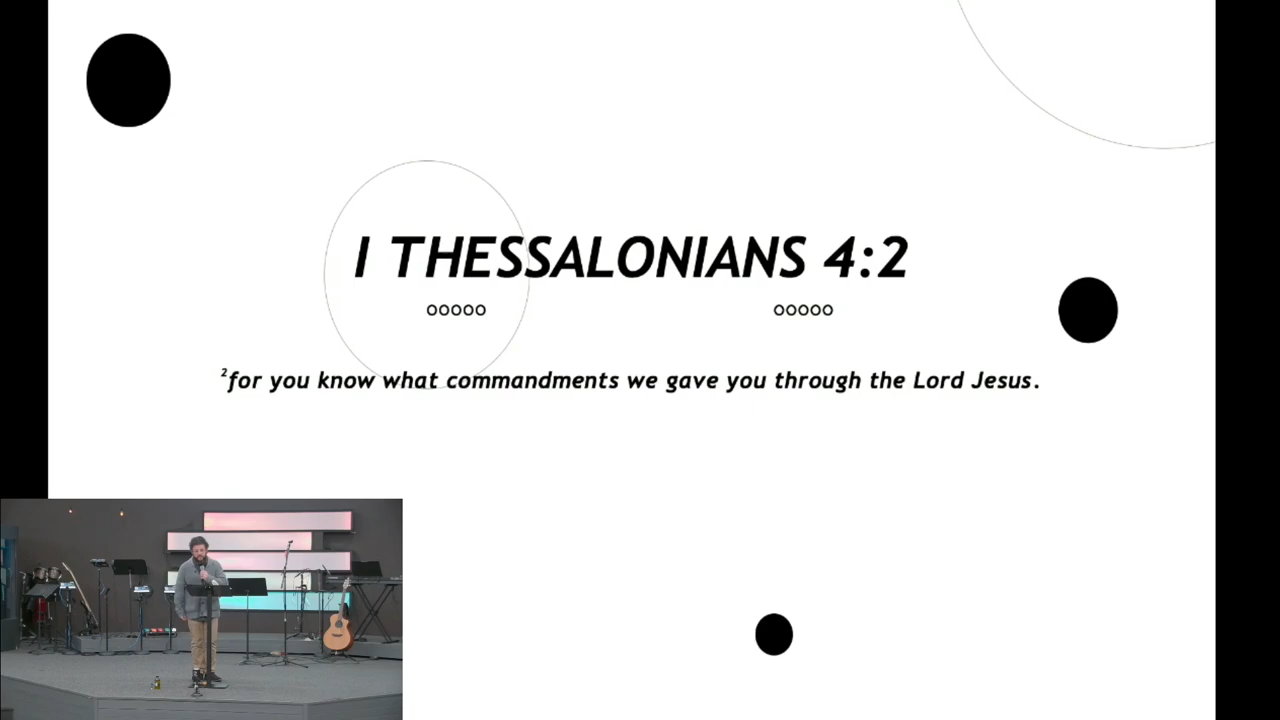 I THESSALONIANS 4:2
²for you know what commandments we gave you through the Lord Jesus.